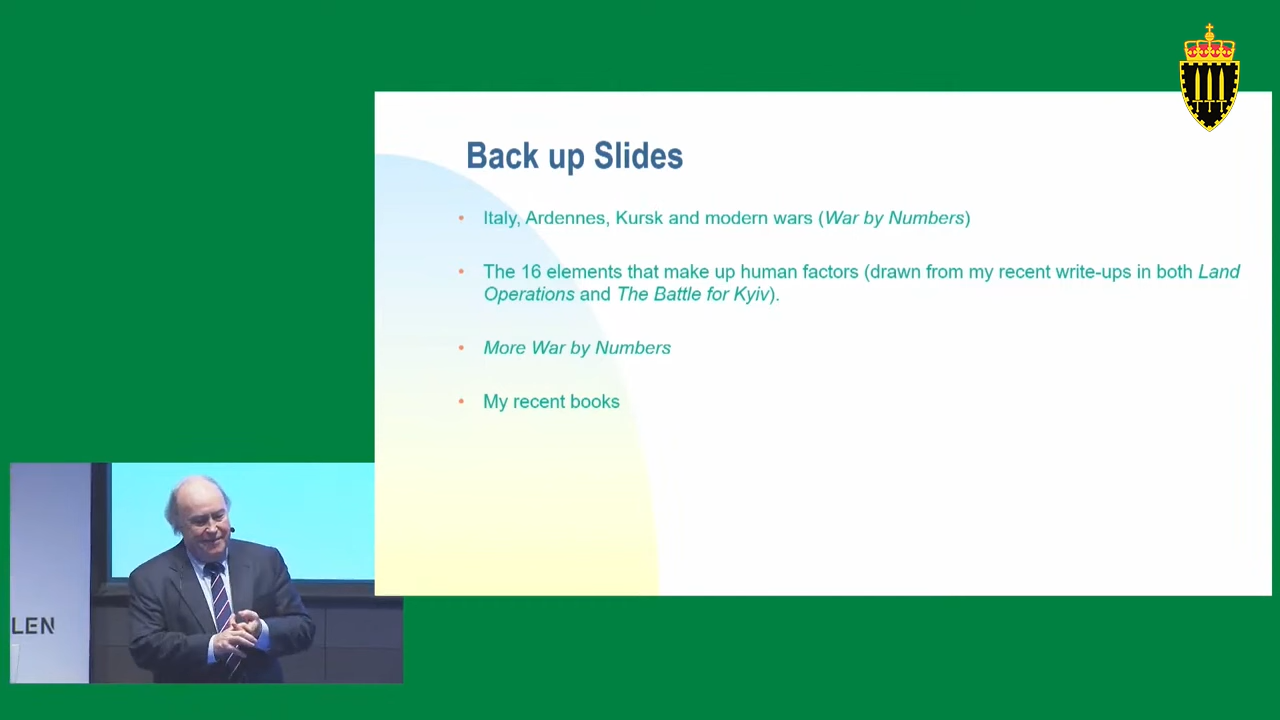 Back up Slides
• Italy, Ardennes, Kursk and modern wars (War by Numbers)
• The 16 elements that make up human factors (drawn from my recent write-ups in both Land
Operations and The Battle for Kyiv).
• More War by Numbers
• My recent books
LEN